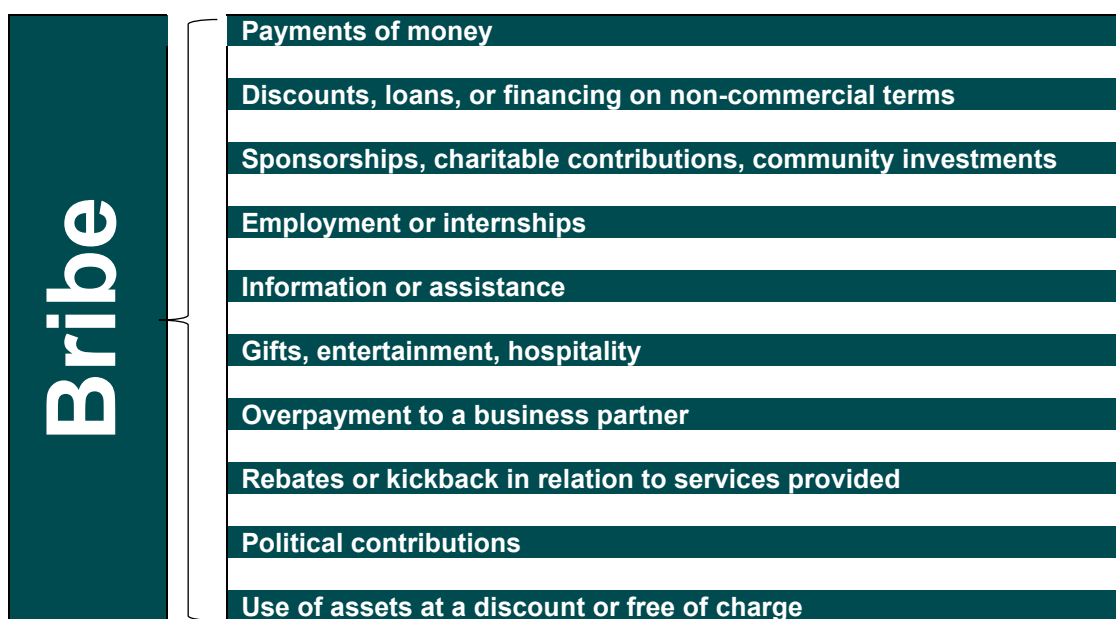 Bribe
Payments of money
Discounts, loans, or financing on non-commercial terms
Sponsorships, charitable contributions, community investments
Employment or internships
Information or assistance
Gifts, entertainment, hospitality
Overpayment to a business partner
Rebates or kickback in relation to services provided
Political contributions
Use of assets at a discount or free of charge